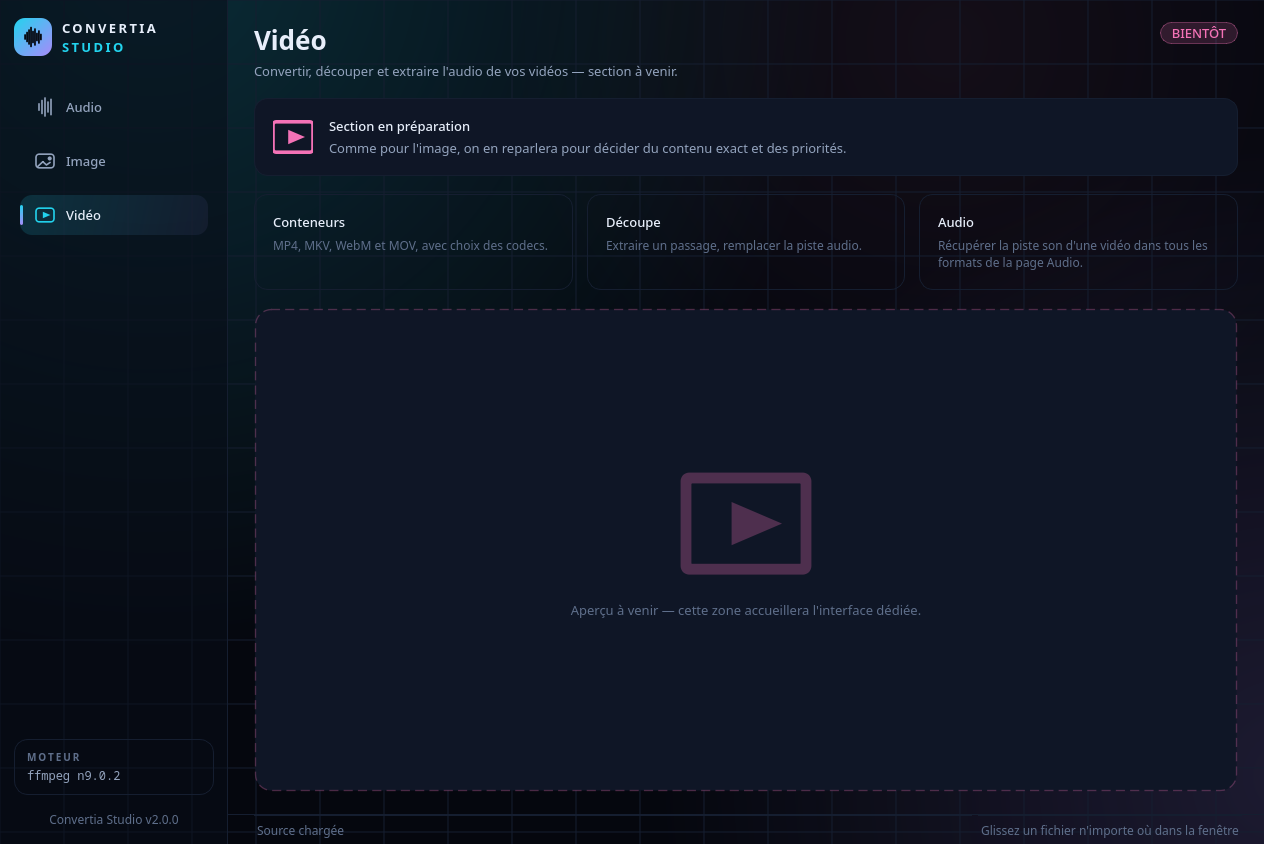 CONVERTIA
STUDIO
Audio
Image
Vidéo
MOTEUR
ffmpeg n9.0.2
Convertia Studio v2.0.0
Vidéo
BIENTÔT
Convertir, découper et extraire l'audio de vos vidéos — section à venir.
Section en préparation
Comme pour l'image, on en reparlera pour décider du contenu exact et des priorités.
Conteneurs
MP4, MKV, WebM et MOV, avec choix des codecs.
Découpe
Extraire un passage, remplacer la piste audio.
Audio
Récupérer la piste son d'une vidéo dans tous les
formats de la page Audio.
Aperçu à venir — cette zone accueillera l'interface dédiée.
Source chargée
Glissez un fichier n'importe où dans la fenêtre